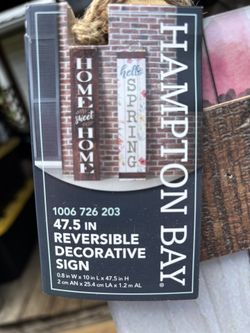 HOME
sweet
HOME
Hello
SPRING
HAMPTON BAY®
1006 726 203
47.5 IN
REVERSIBLE
DECORATIVE
SIGN
0.8 in W x 10 in L x 47.5 in H
2 cm AN x 25.4 cm LA x 1.2 m AL